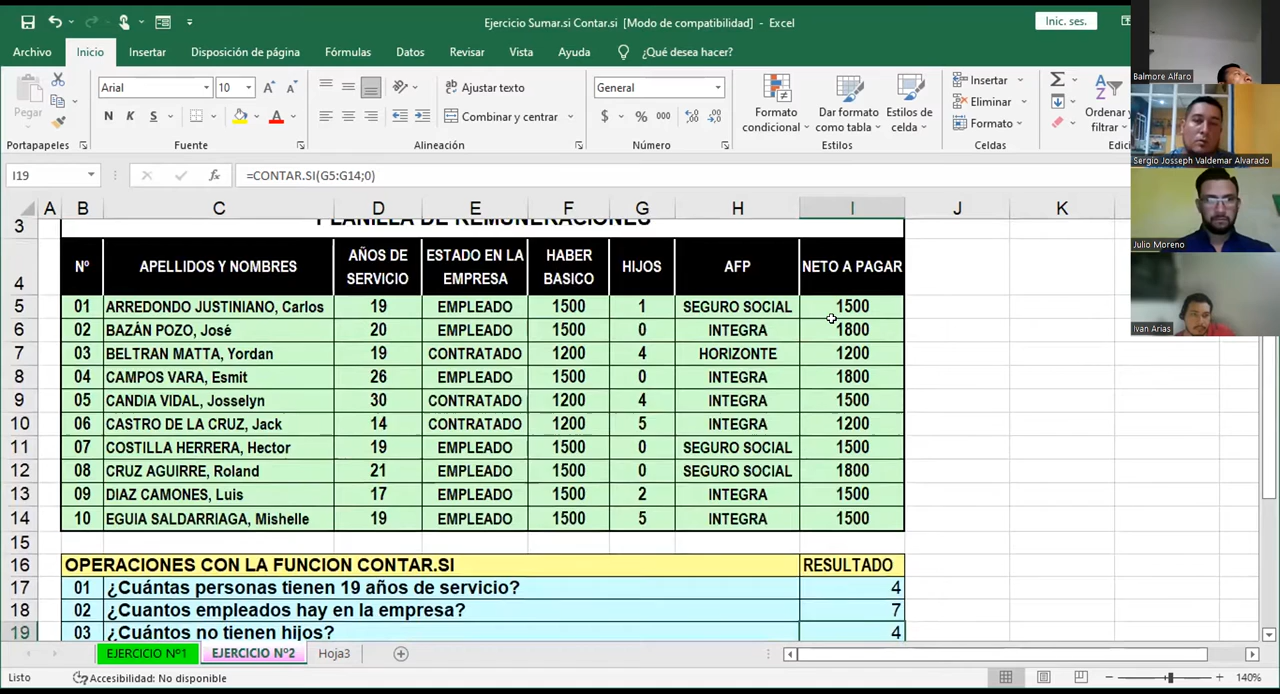 Ejercicio Sumar.si Contar.si [Modo de compatibilidad] - Excel
Inic. ses.
Archivo Inicio Insertar Disposición de página Fórmulas Datos Revisar Vista Ayuda ¿Qué desea hacer?
Pegar
Portapapeles
Arial 10
N K S
Fuente
Ajustar texto
Combinar y centrar
Alineación
General
$ % 000
Número
Formato condicional
Dar formato como tabla
Estilos de celda
Estilos
Insertar
Eliminar
Formato
Celdas
Ordenar y filtrar
Balmore Alfaro
Sergio Josseph Valdemar Alvarado
Julio Moreno
Ivan Arias
I19 fx =CONTAR.SI(G5:G14;0)
A B C D E F G H I J K L
3 PLANILLA DE REMUNERACIONES
4 Nº APELLIDOS Y NOMBRES AÑOS DE SERVICIO ESTADO EN LA EMPRESA HABER BASICO HIJOS AFP NETO A PAGAR
5 01 ARREDONDO JUSTINIANO, Carlos 19 EMPLEADO 1500 1 SEGURO SOCIAL 1500
6 02 BAZÁN POZO, José 20 EMPLEADO 1500 0 INTEGRA 1800
7 03 BELTRAN MATTA, Yordan 19 CONTRATADO 1200 4 HORIZONTE 1200
8 04 CAMPOS VARA, Esmit 26 EMPLEADO 1500 0 INTEGRA 1800
9 05 CANDIA VIDAL, Josselyn 30 CONTRATADO 1200 4 INTEGRA 1500
10 06 CASTRO DE LA CRUZ, Jack 14 CONTRATADO 1200 5 INTEGRA 1200
11 07 COSTILLA HERRERA, Hector 19 EMPLEADO 1500 0 SEGURO SOCIAL 1500
12 08 CRUZ AGUIRRE, Roland 21 EMPLEADO 1500 0 SEGURO SOCIAL 1800
13 09 DIAZ CAMONES, Luis 17 EMPLEADO 1500 2 INTEGRA 1500
14 10 EGUIA SALDARRIAGA, Mishelle 19 EMPLEADO 1500 5 INTEGRA 1500
15
16 OPERACIONES CON LA FUNCION CONTAR.SI RESULTADO
17 01 ¿Cuántas personas tienen 19 años de servicio? 4
18 02 ¿Cuantos empleados hay en la empresa? 7
19 03 ¿Cuántos no tienen hijos? 4
EJERCICIO Nº1 EJERCICIO Nº2 Hoja3
Listo Accesibilidad: No disponible 140%